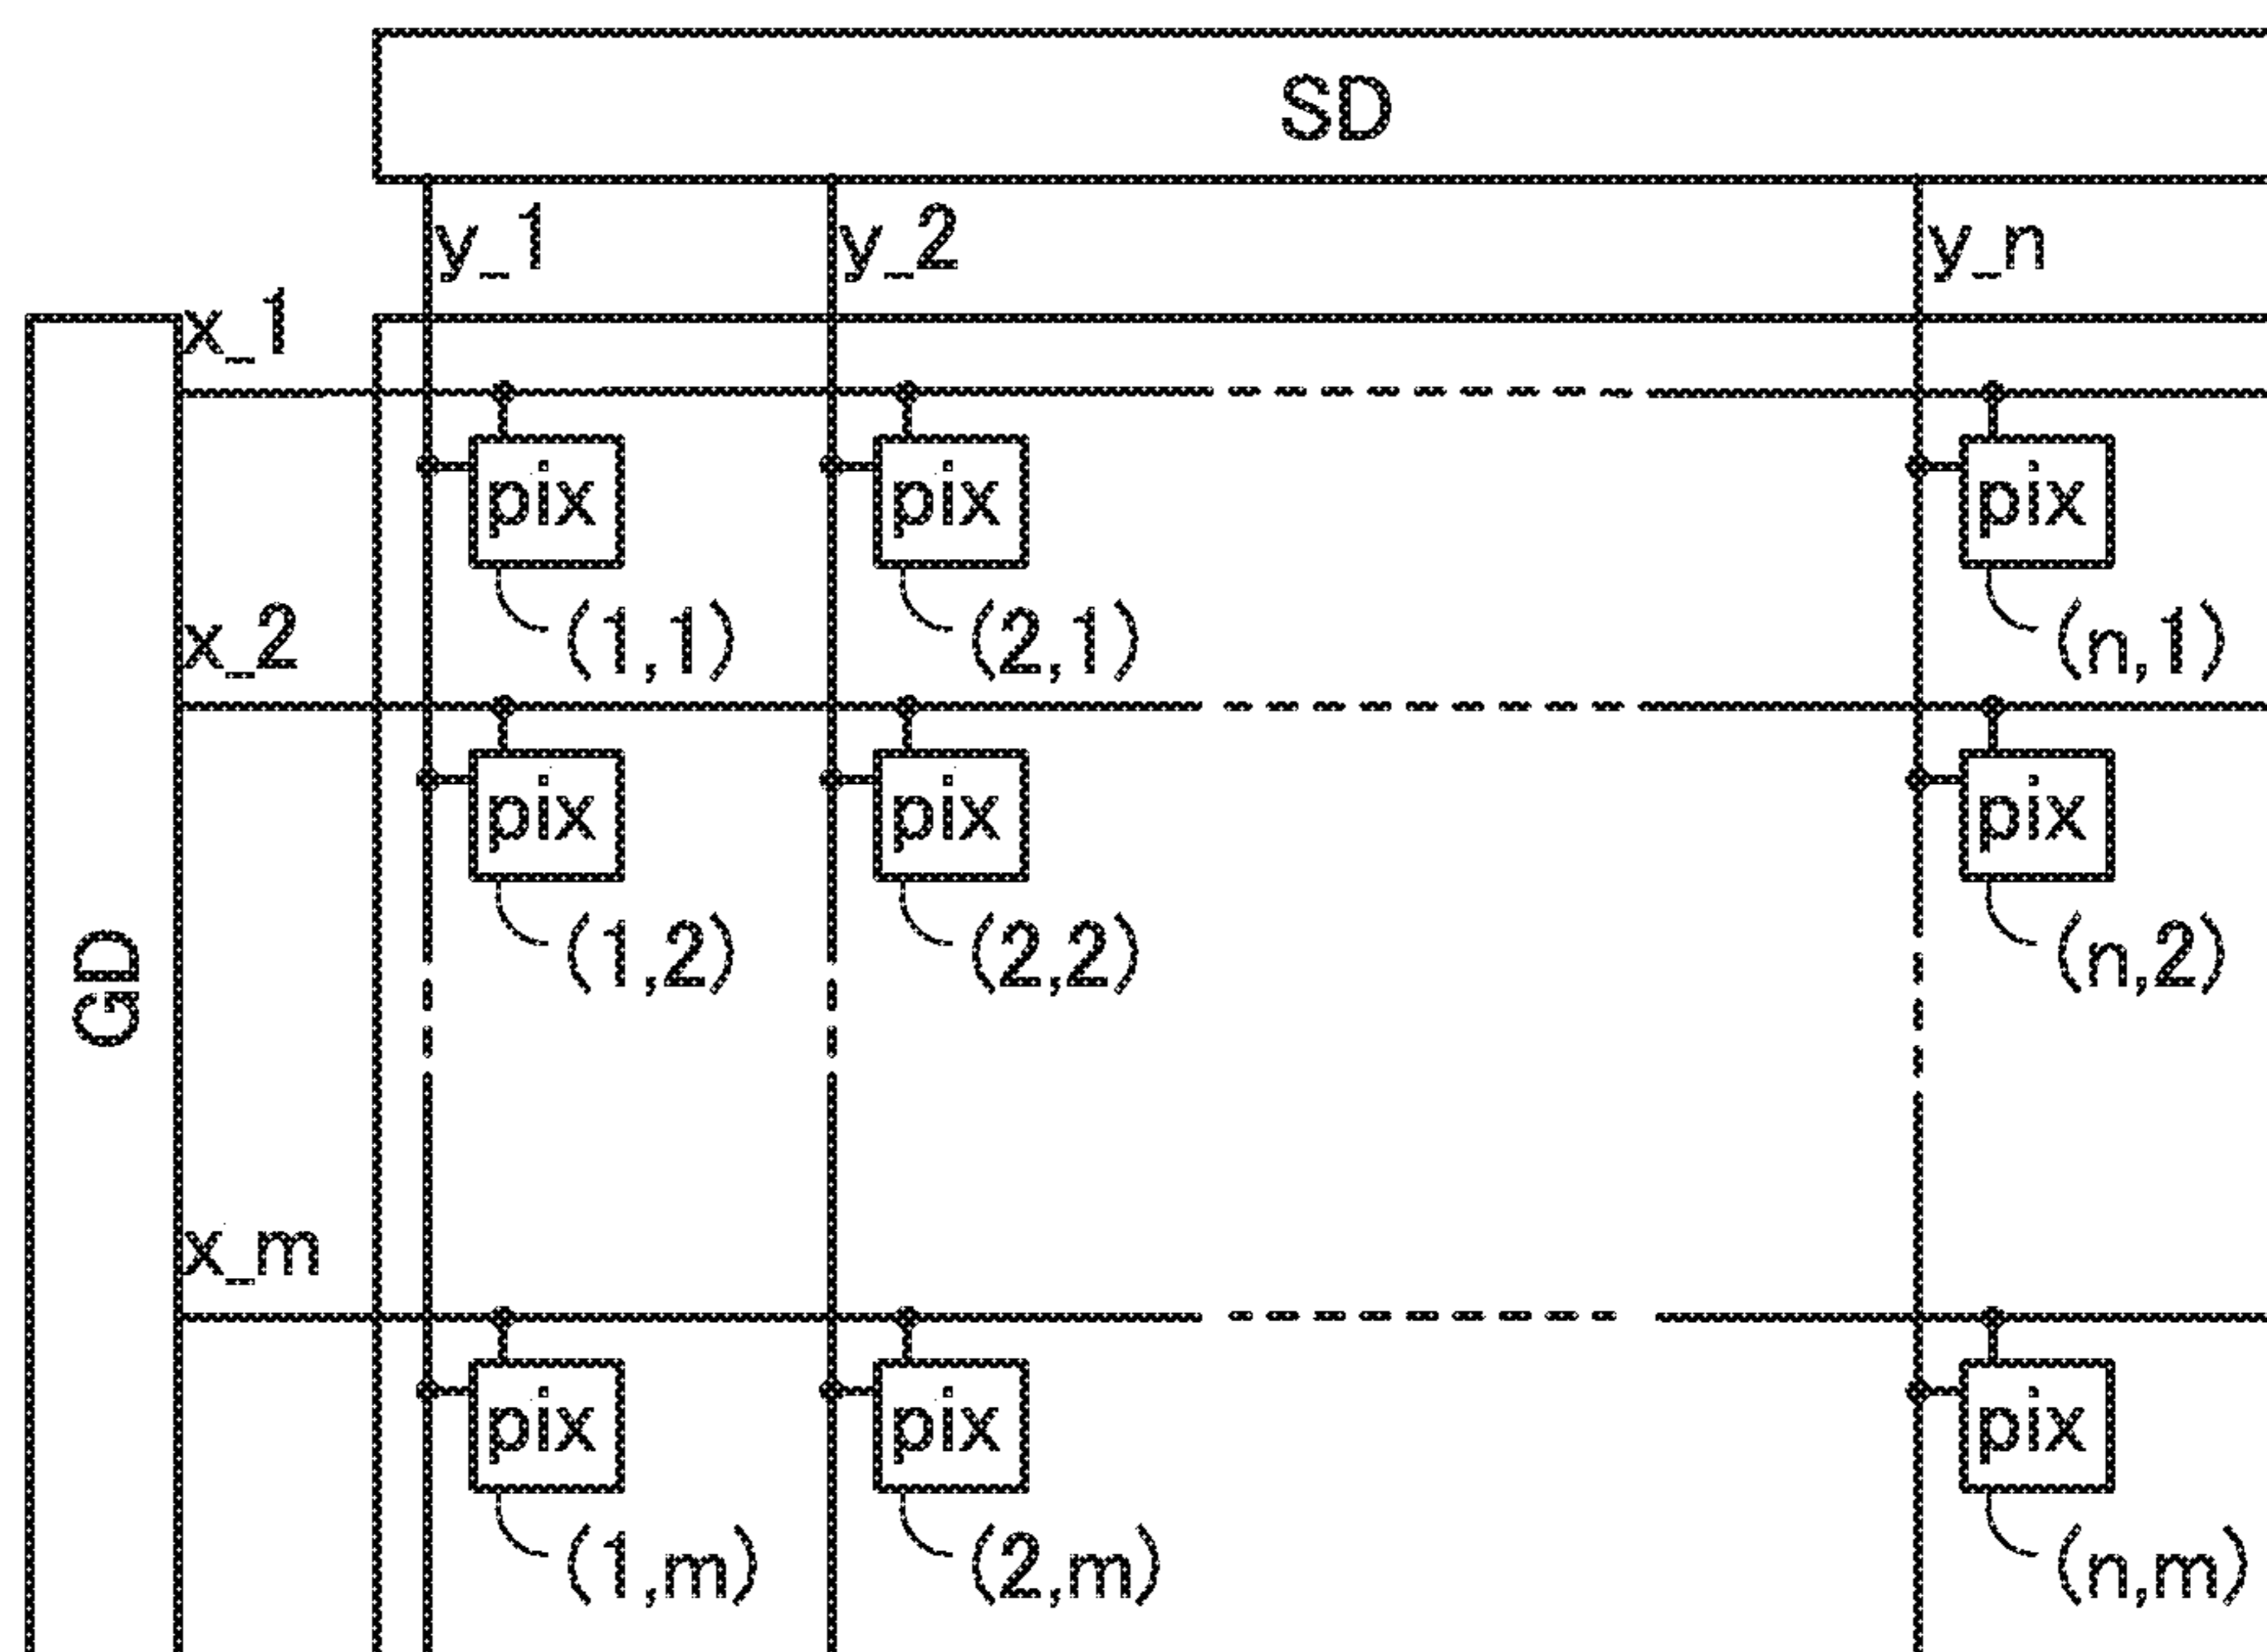 SD
y_1 y_2 y_n
x_1
pix pix pix
x_2 (1,1) (2,1) (n,1)
pix pix pix
GD (1,2) (2,2) (n,2)
x_m
pix pix pix
(1,m) (2,m) (n,m)